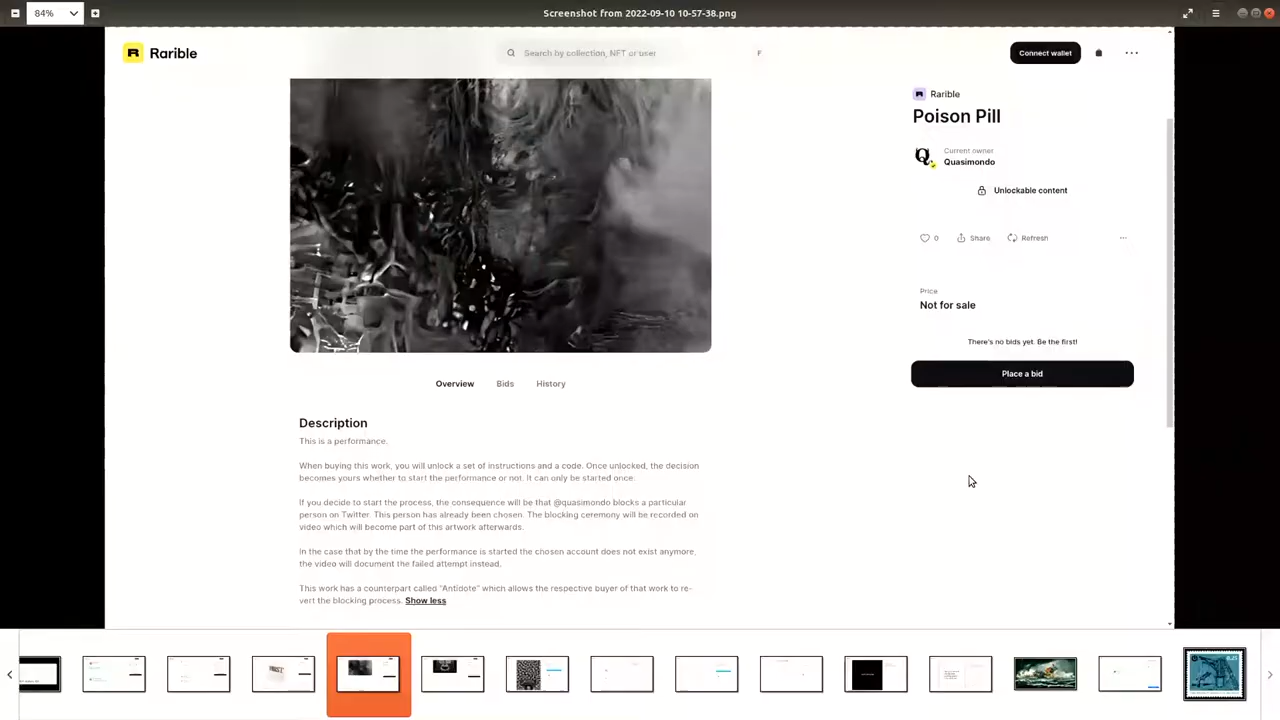 84%
Screenshot from 2022-09-10 10-57-38.png
Rarible
Search by collection, NFT or user
F
Connect wallet
Rarible
Poison Pill
Current owner
Quasimondo
Unlockable content
0 Share Refresh
Price
Not for sale
There's no bids yet. Be the first!
Place a bid
Overview Bids History
Description
This is a performance.
When buying this work, you will unlock a set of instructions and a code. Once unlocked, the decision
becomes yours whether to start the performance or not. It can only be started once.
If you decide to start the process, the consequence will be that @quasimondo blocks a particular
person on Twitter. This person has already been chosen. The blocking ceremony will be recorded on
video which will become part of this artwork afterwards.
In the case that by the time the performance is started the chosen account does not exist anymore,
the video will document the failed attempt instead.
This work has a counterpart called "Antidote" which allows the respective buyer of that work to re-
vert the blocking process. Show less